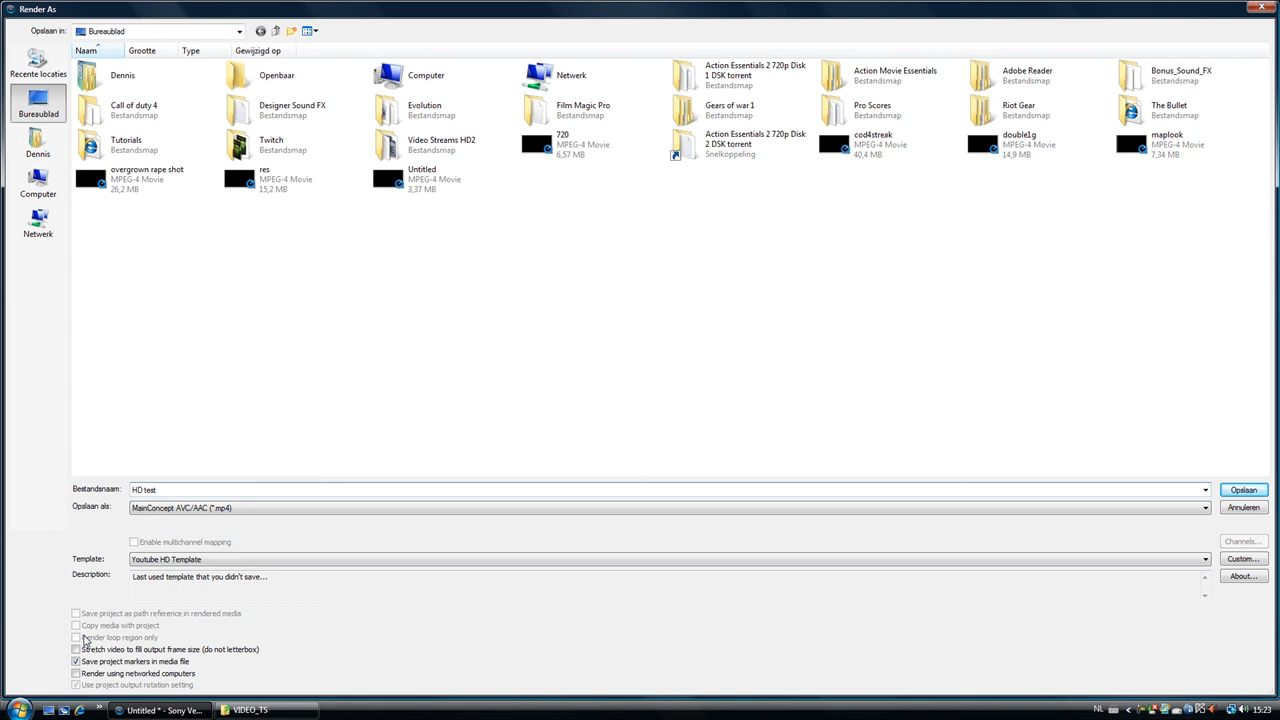 Render As
Opslaan in:
Bureaublad
Naam
Grootte
Type
Gewijzigd op
Recente locaties
Bureaublad
Dennis
Computer
Netwerk
Dennis
Openbaar
Computer
Netwerk
Action Essentials 2 720p Disk
1 DSK torrent
Bestandsmap
Action Movie Essentials
Bestandsmap
Adobe Reader
Bestandsmap
Bonus_Sound_FX
Bestandsmap
Call of duty 4
Bestandsmap
Designer Sound FX
Bestandsmap
Evolution
Bestandsmap
Film Magic Pro
Bestandsmap
Gears of war 1
Bestandsmap
Pro Scores
Bestandsmap
Riot Gear
Bestandsmap
The Bullet
Bestandsmap
Tutorials
Bestandsmap
Twitch
Bestandsmap
Video Streams HD2
Bestandsmap
720
MPEG-4 Movie
6,57 MB
Action Essentials 2 720p Disk
2 DSK torrent
Snelkoppeling
cod4streak
MPEG-4 Movie
40,4 MB
double1g
MPEG-4 Movie
14,9 MB
maplook
MPEG-4 Movie
7,34 MB
overgrown rape shot
MPEG-4 Movie
26,2 MB
res
MPEG-4 Movie
15,2 MB
Untitled
MPEG-4 Movie
3,37 MB
Bestandsnaam:
HD test
Opslaan
Opslaan als:
MainConcept AVC/AAC (*.mp4)
Annuleren
Enable multichannel mapping
Channels...
Template:
Youtube HD Template
Custom...
Description:
Last used template that you didn't save...
About...
Save project as path reference in rendered media
Copy media with project
Render loop region only
Stretch video to fill output frame size (do not letterbox)
Save project markers in media file
Render using networked computers
Use project output rotation setting
Untitled * - Sony Ve...
VIDEO_TS
NL
15:23